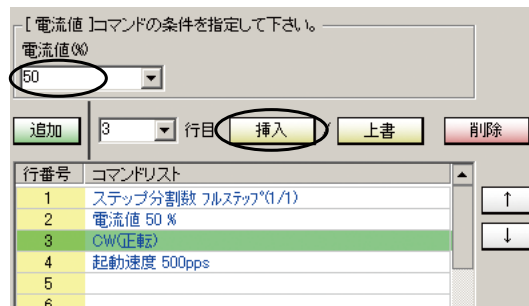 [ 電流値 ]コマンドの条件を指定して下さい。
電流値(%)
50
追加 3 行目 挿入 / 上書 削除
行番号 コマンドリスト
1 ステップ分割数 フルステップ(1/1)
2 電流値 50 %
3 CW(正転)
4 起動速度 500pps
5
6
↑
↓